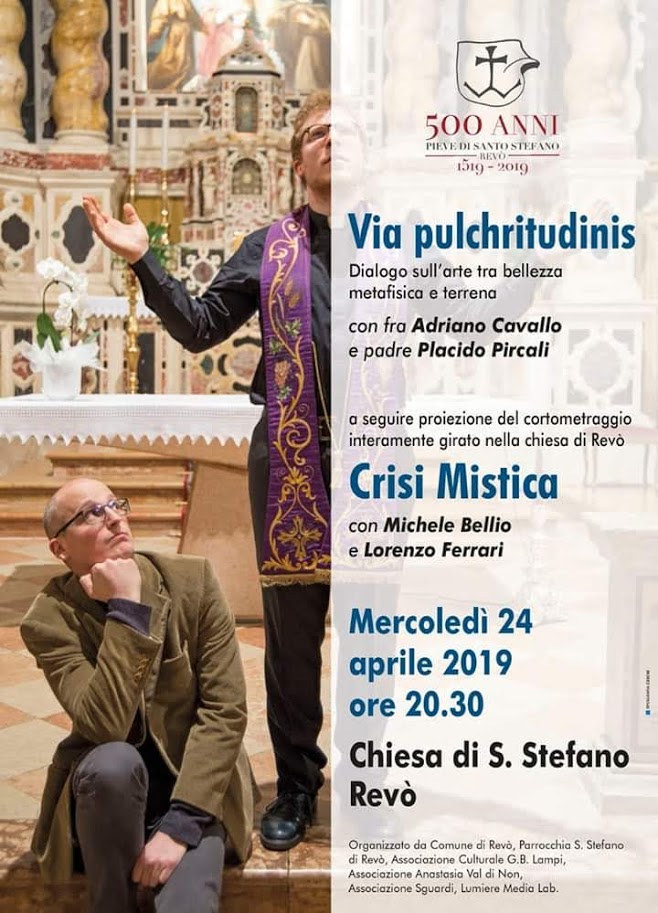 500 ANNI
PIEVE DI SANTO STEFANO
REVÒ
1519 - 2019
Via pulchritudinis
Dialogo sull'arte tra bellezza
metafisica e terrena
con fra Adriano Cavallo
e padre Placido Pircali
a seguire proiezione del cortometraggio
interamente girato nella chiesa di Revò
Crisi Mistica
con Michele Bellio
e Lorenzo Ferrari
Mercoledì 24
aprile 2019
ore 20.30
Chiesa di S. Stefano
Revò
Organizzato da Comune di Revò, Parrocchia S. Stefano
di Revò, Associazione Culturale G.B. Lampi,
Associazione Anastasia Val di Non,
Associazione Sguardi, Lumiere Media Lab.